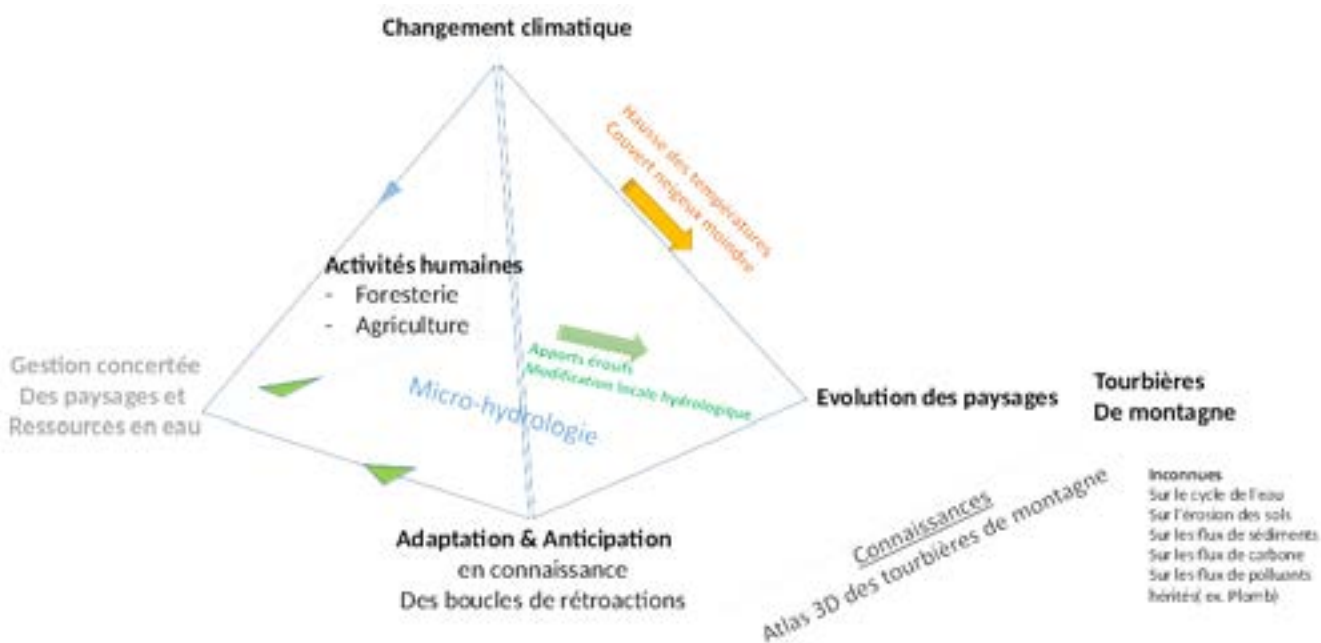 Changement climatique
Hausse des températures
Couvert neigeux moindre
Activités humaines
- Foresterie
- Agriculture
Apports érosifs
Modification locale hydrologique
Gestion concertée
Des paysages et
Ressources en eau
Micro-hydrologie
Evolution des paysages
Tourbières
De montagne
Adaptation & Anticipation
en connaissance
Des boucles de rétroactions
Connaissances
Atlas 3D des tourbières de montagne
Inconnues
Sur le cycle de l'eau
Sur l'érosion des sols
Sur les flux de sédiments
Sur les flux de carbone
Sur les flux de polluants
hérités( ex. Plomb)